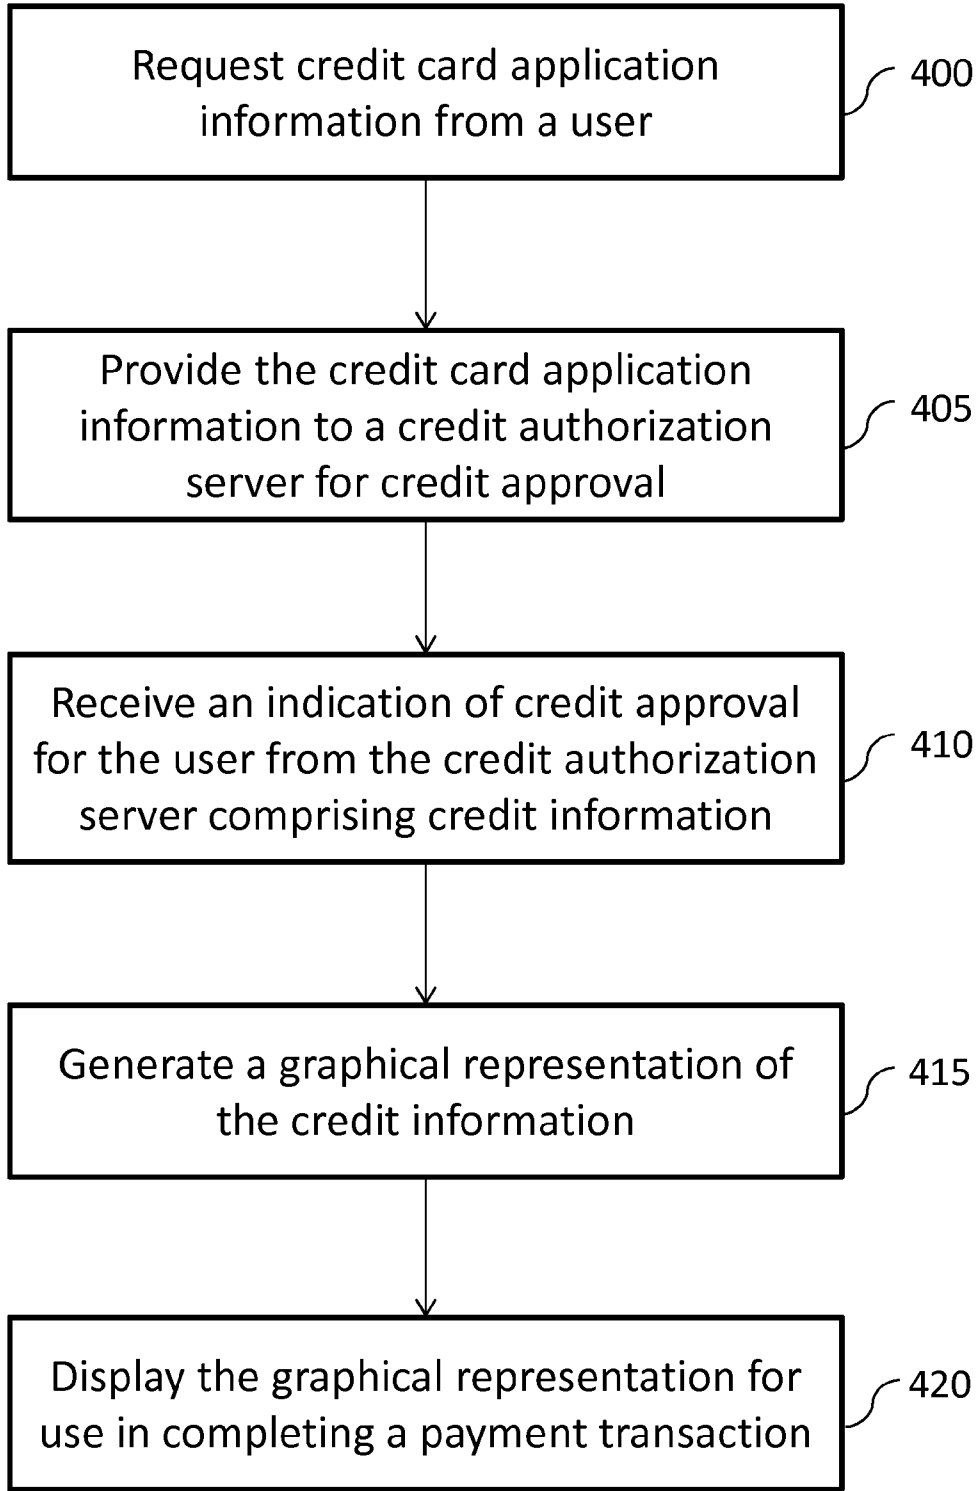 Request credit card application
information from a user
400
Provide the credit card application
information to a credit authorization
server for credit approval
405
Receive an indication of credit approval
for the user from the credit authorization
server comprising credit information
410
Generate a graphical representation of
the credit information
415
Display the graphical representation for
use in completing a payment transaction
420